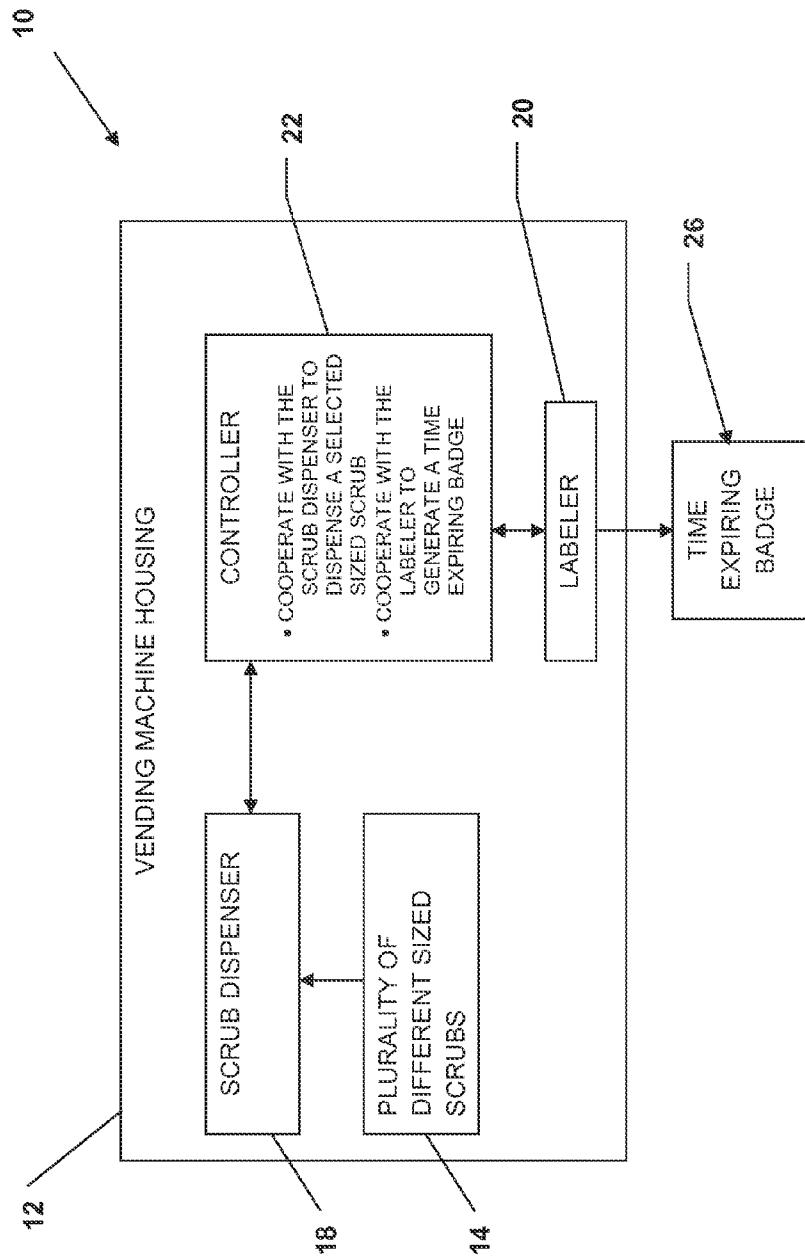 10
12
VENDING MACHINE HOUSING
18
SCRUB DISPENSER
14
PLURALITY OF
DIFFERENT SIZED
SCRUBS
22
CONTROLLER
• COOPERATE WITH THE
SCRUB DISPENSER TO
DISPENSE A SELECTED
SIZED SCRUB
• COOPERATE WITH THE
LABELER TO
GENERATE A TIME
EXPIRING BADGE
20
LABELER
26
TIME
EXPIRING
BADGE